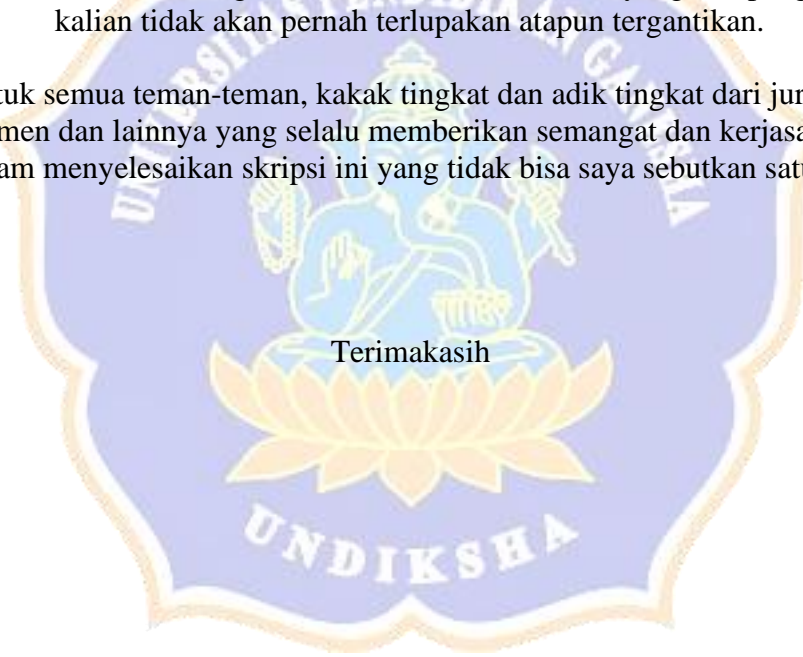 kalian tidak akan pernah terlupakan atapun tergantikan.
tuk semua teman-teman, kakak tingkat dan adik tingkat dari jur
men dan lainnya yang selalu memberikan semangat dan kerjasa
am menyelesaikan skripsi ini yang tidak bisa saya sebutkan satu
Terimakasih
UNDIKSHA